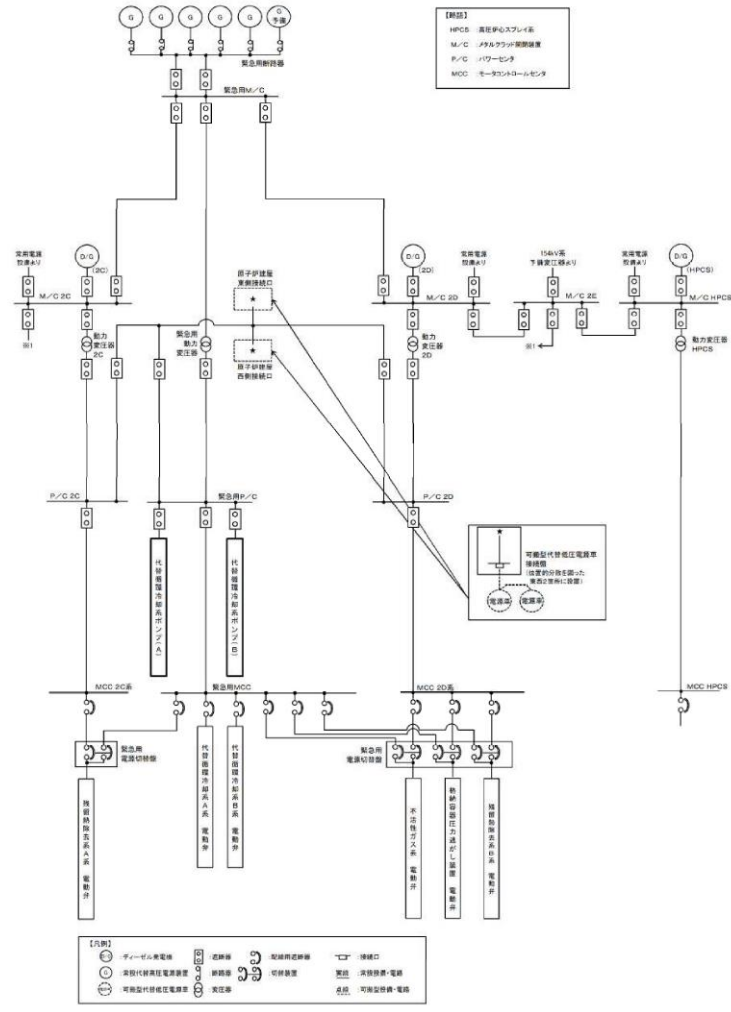 G
G
G
G
G
G
予備
緊急用断路器
緊急用M/C
【略語】
HPCS :高圧炉心スプレイ系
M/C :メタルクラッド開閉装置
P/C :パワーセンタ
MCC :モータコントロールセンタ
常用電源
設備より
D/G
(2C)
M/C 2C
※1
動力
変圧器
2C
原子炉建屋
東側接続口
★
緊急用
動力
変圧器
★
原子炉建屋
西側接続口
D/G
(2D)
M/C 2D
動力
変圧器
2D
常用電源
設備より
154kV系
予備変圧器より
M/C 2E
※1
常用電源
設備より
D/G
(HPCS)
M/C HPCS
動力変圧器
HPCS
P/C 2C
緊急用P/C
P/C 2D
代替循環冷却系ポンプ(A)
代替循環冷却系ポンプ(B)
★
可搬型代替低圧電源車
接続盤
(位置的分散を図った
東西2箇所に設置)
電源車
電源車
MCC 2C系
緊急用MCC
MCC 2D系
MCC HPCS
緊急用
電源切替盤
緊急用
電源切替盤
残留熱除去系A系 電動弁
代替循環冷却系A系 電動弁
代替循環冷却系B系 電動弁
不活性ガス系 電動弁
格納容器圧力逃がし装置 電動弁
残留熱除去系B系 電動弁
【凡例】
D/G :ディーゼル発電機
:遮断器
:配線用遮断器
:接続口
G :常設代替高圧電源装置
:断路器
:切替装置
実線 :常設設備・電路
:可搬型代替低圧電源車
:変圧器
点線 :可搬型設備・電路